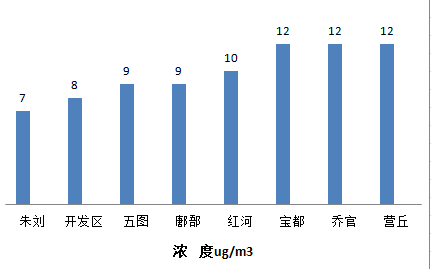 7 8 9 9 10 12 12 12
朱刘 开发区 五图 鄌郚 红河 宝都 乔官 营丘
浓 度ug/m3